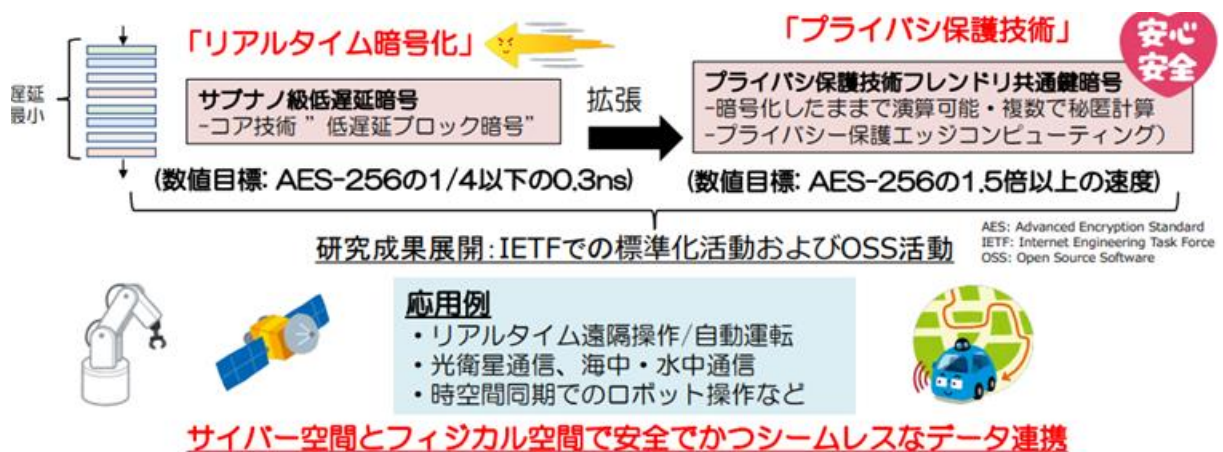 「リアルタイム暗号化」
「プライバシ保護技術」
安心
安全
遅延
最小
サブナノ級低遅延暗号
-コア技術 ”低遅延ブロック暗号”
拡張
プライバシ保護技術フレンドリ共通鍵暗号
-暗号化したままで演算可能・複数で秘匿計算
-プライバシー保護エッジコンピューティング）
(数値目標: AES-256の1/4以下の0.3ns)
(数値目標: AES-256の1.5倍以上の速度)
研究成果展開:IETFでの標準化活動およびOSS活動
AES: Advanced Encryption Standard
IETF: Internet Engineering Task Force
OSS: Open Source Software
応用例
・リアルタイム遠隔操作/自動運転
・光衛星通信、海中・水中通信
・時空間同期でのロボット操作など
サイバー空間とフィジカル空間で安全でかつシームレスなデータ連携